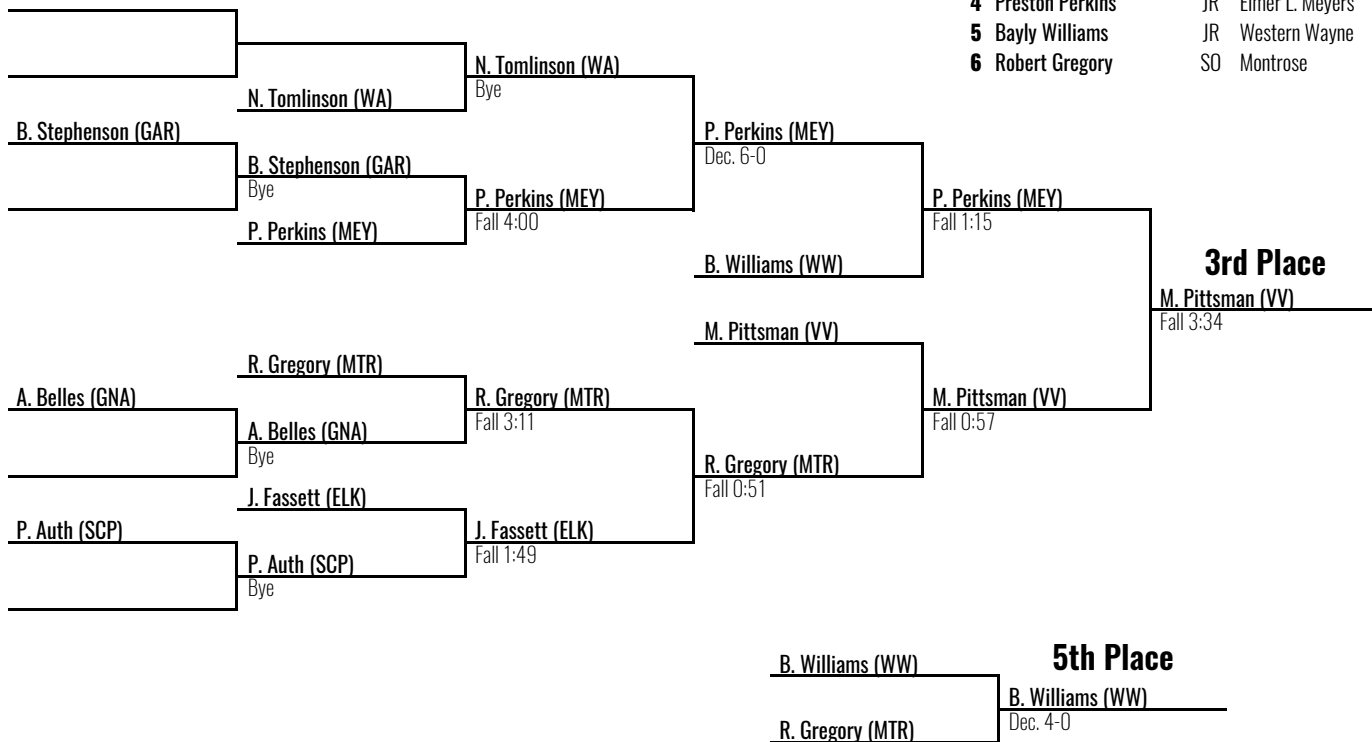 4 Preston Perkins JR Elmer L. Meyers
5 Bayly Williams JR Western Wayne
6 Robert Gregory SO Montrose
N. Tomlinson (WA)
Bye
N. Tomlinson (WA)
B. Stephenson (GAR)
P. Perkins (MEY)
Dec. 6-0
B. Stephenson (GAR)
Bye
P. Perkins (MEY)
Fall 4:00
P. Perkins (MEY)
Fall 1:15
P. Perkins (MEY)
B. Williams (WW)
3rd Place
M. Pittsman (VV)
Fall 3:34
M. Pittsman (VV)
R. Gregory (MTR)
A. Belles (GNA)
R. Gregory (MTR)
Fall 3:11
M. Pittsman (VV)
Fall 0:57
A. Belles (GNA)
Bye
R. Gregory (MTR)
Fall 0:51
J. Fassett (ELK)
P. Auth (SCP)
J. Fassett (ELK)
Fall 1:49
P. Auth (SCP)
Bye
5th Place
B. Williams (WW)
B. Williams (WW)
Dec. 4-0
R. Gregory (MTR)